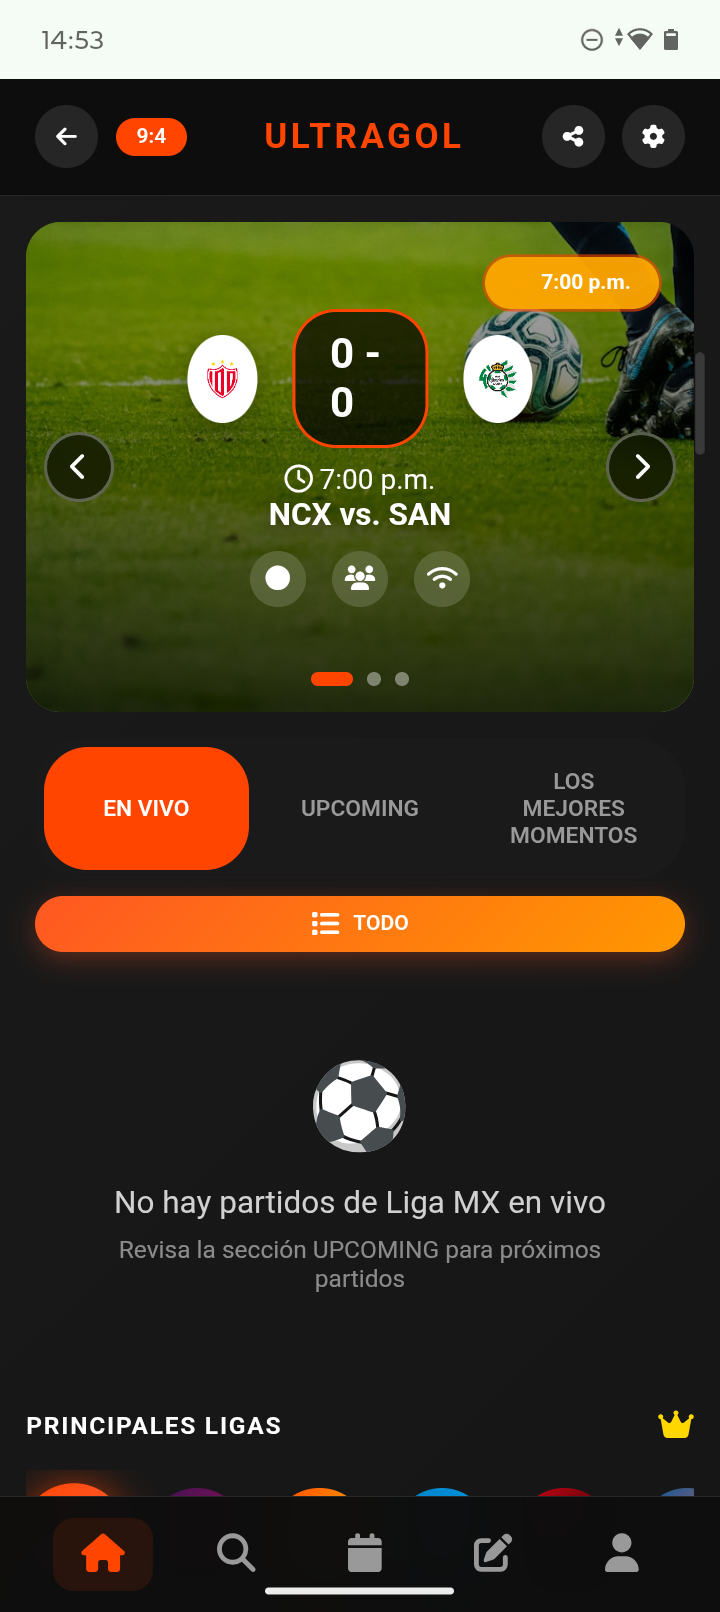 14:53
9:4
ULTRAGOL
7:00 p.m.
0 -
0
7:00 p.m.
NCX vs. SAN
EN VIVO
UPCOMING
LOS
MEJORES
MOMENTOS
TODO
No hay partidos de Liga MX en vivo
Revisa la sección UPCOMING para próximos
partidos
PRINCIPALES LIGAS